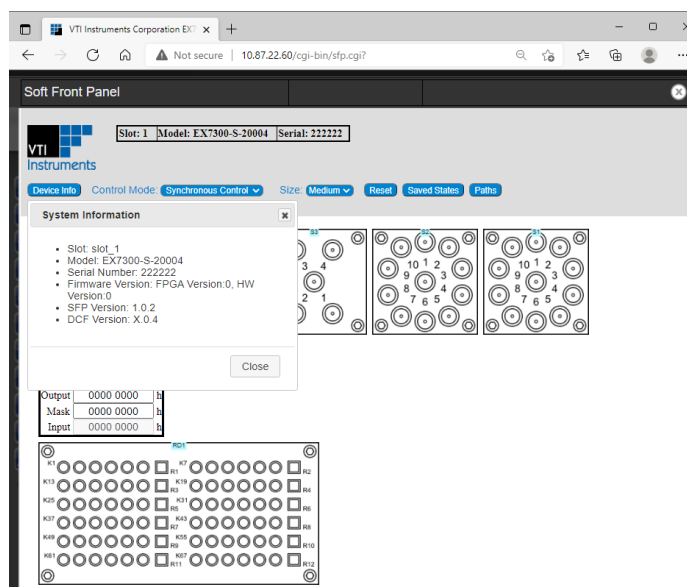 VTI Instruments Corporation EX7
Not secure 10.87.22.60/cgi-bin/sfp.cgi?
Soft Front Panel
VTI
Instruments
Slot: 1 Model: EX7300-S-20004 Serial: 222222
Device Info Control Mode: Synchronous Control Size: Medium Reset Saved States Paths
System Information
Slot: slot_1
Model: EX7300-S-20004
Serial Number: 222222
Firmware Version: FPGA Version:0, HW
Version:0
SFP Version: 1.0.2
DCF Version: X.0.4
Close
S3 S2 S1
3 4
2 1
10 1 2
9 3
8 4
7 6 5
10 1 2
9 3
8 4
7 6 5
Output 0000 0000 h
Mask 0000 0000 h
Input 0000 0000 h
RD1
K1 R1 K7 R2
K13 R3 K19 R4
K25 R5 K31 R6
K37 R7 K43 R8
K49 R9 K55 R10
K61 R11 K67 R12